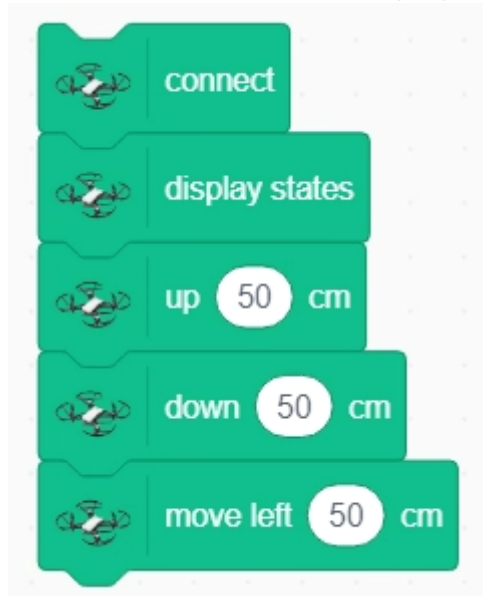 connect
display states
up 50 cm
down 50 cm
move left 50 cm